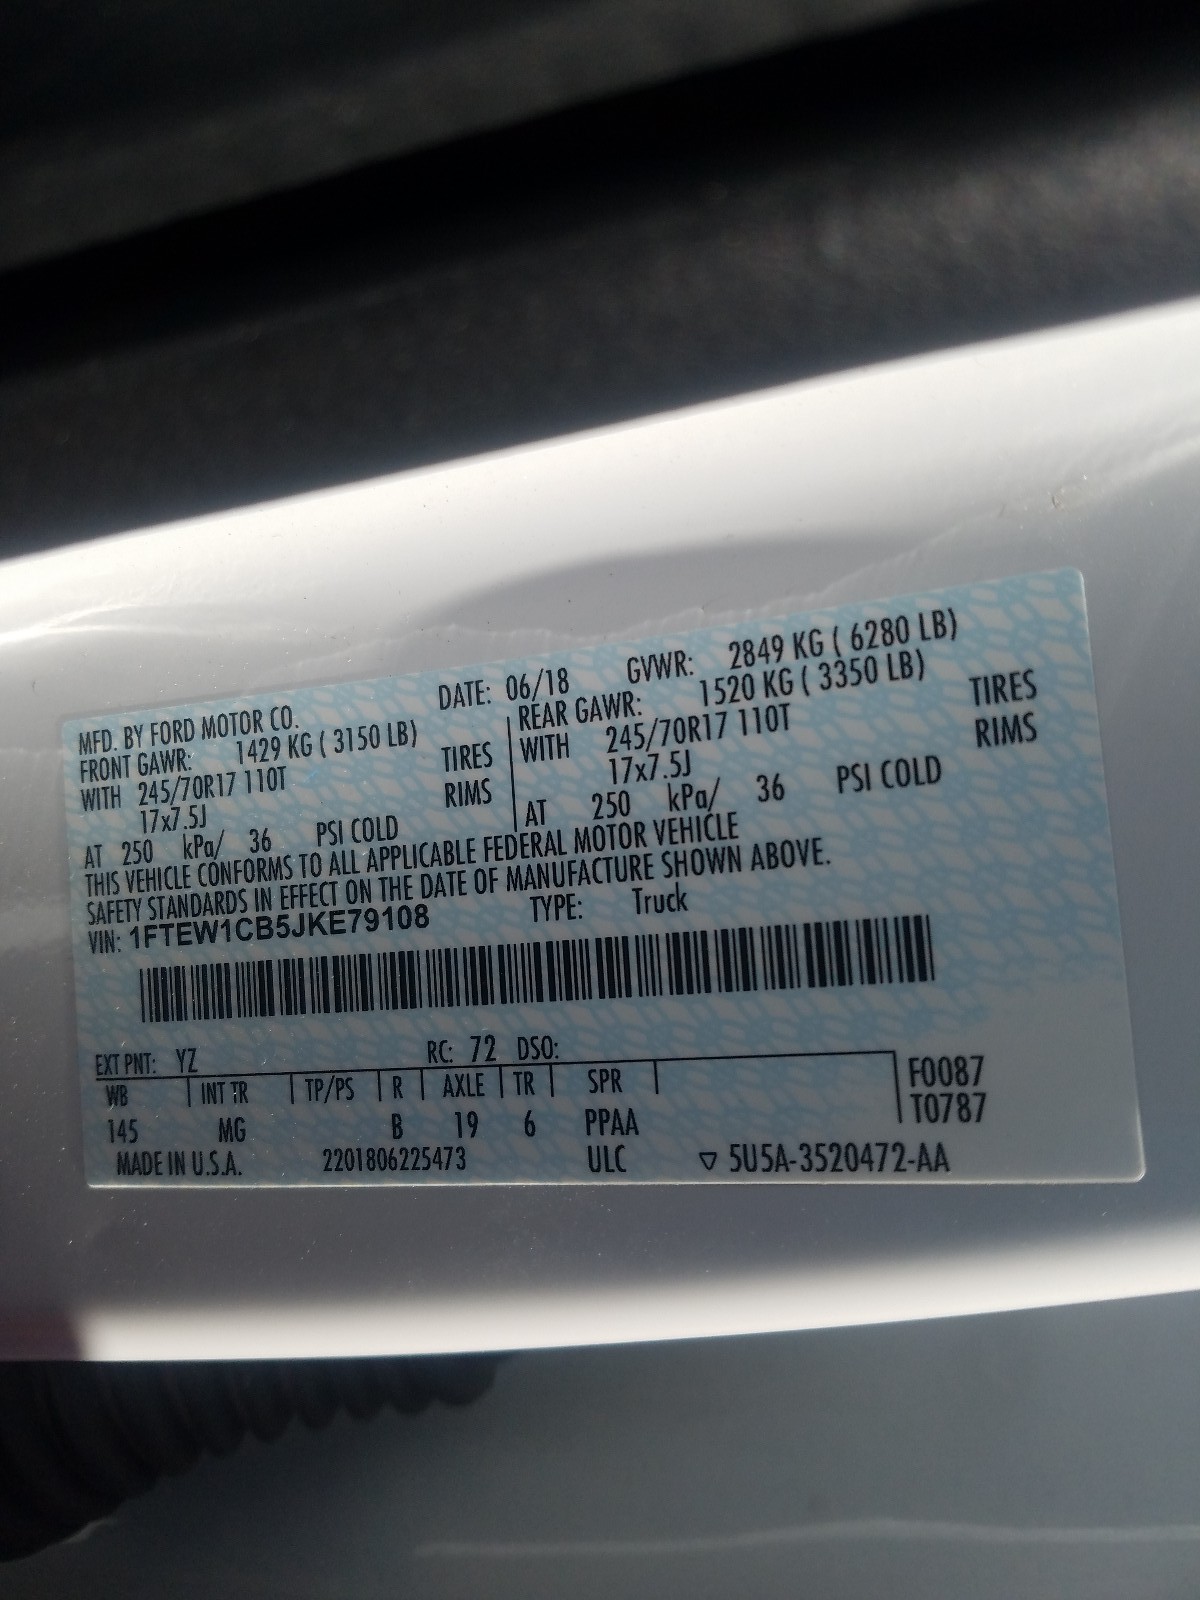 MFD. BY FORD MOTOR CO. DATE: 06/18 GVWR: 2849 KG ( 6280 LB)
FRONT GAWR: 1429 KG ( 3150 LB) REAR GAWR: 1520 KG ( 3350 LB)
WITH 245/70R17 110T TIRES WITH 245/70R17 110T TIRES
17x7.5J RIMS 17x7.5J RIMS
AT 250 kPa/ 36 PSI COLD AT 250 kPa/ 36 PSI COLD
THIS VEHICLE CONFORMS TO ALL APPLICABLE FEDERAL MOTOR VEHICLE
SAFETY STANDARDS IN EFFECT ON THE DATE OF MANUFACTURE SHOWN ABOVE.
VIN: 1FTEW1CB5JKE79108 TYPE: Truck
EXT PNT: YZ RC: 72 DSO:
WB INT TR TP/PS R AXLE TR SPR F0087
145 MG B 19 6 PPAA T0787
MADE IN U.S.A. 2201806225473 ULC ▽ 5U5A-3520472-AA